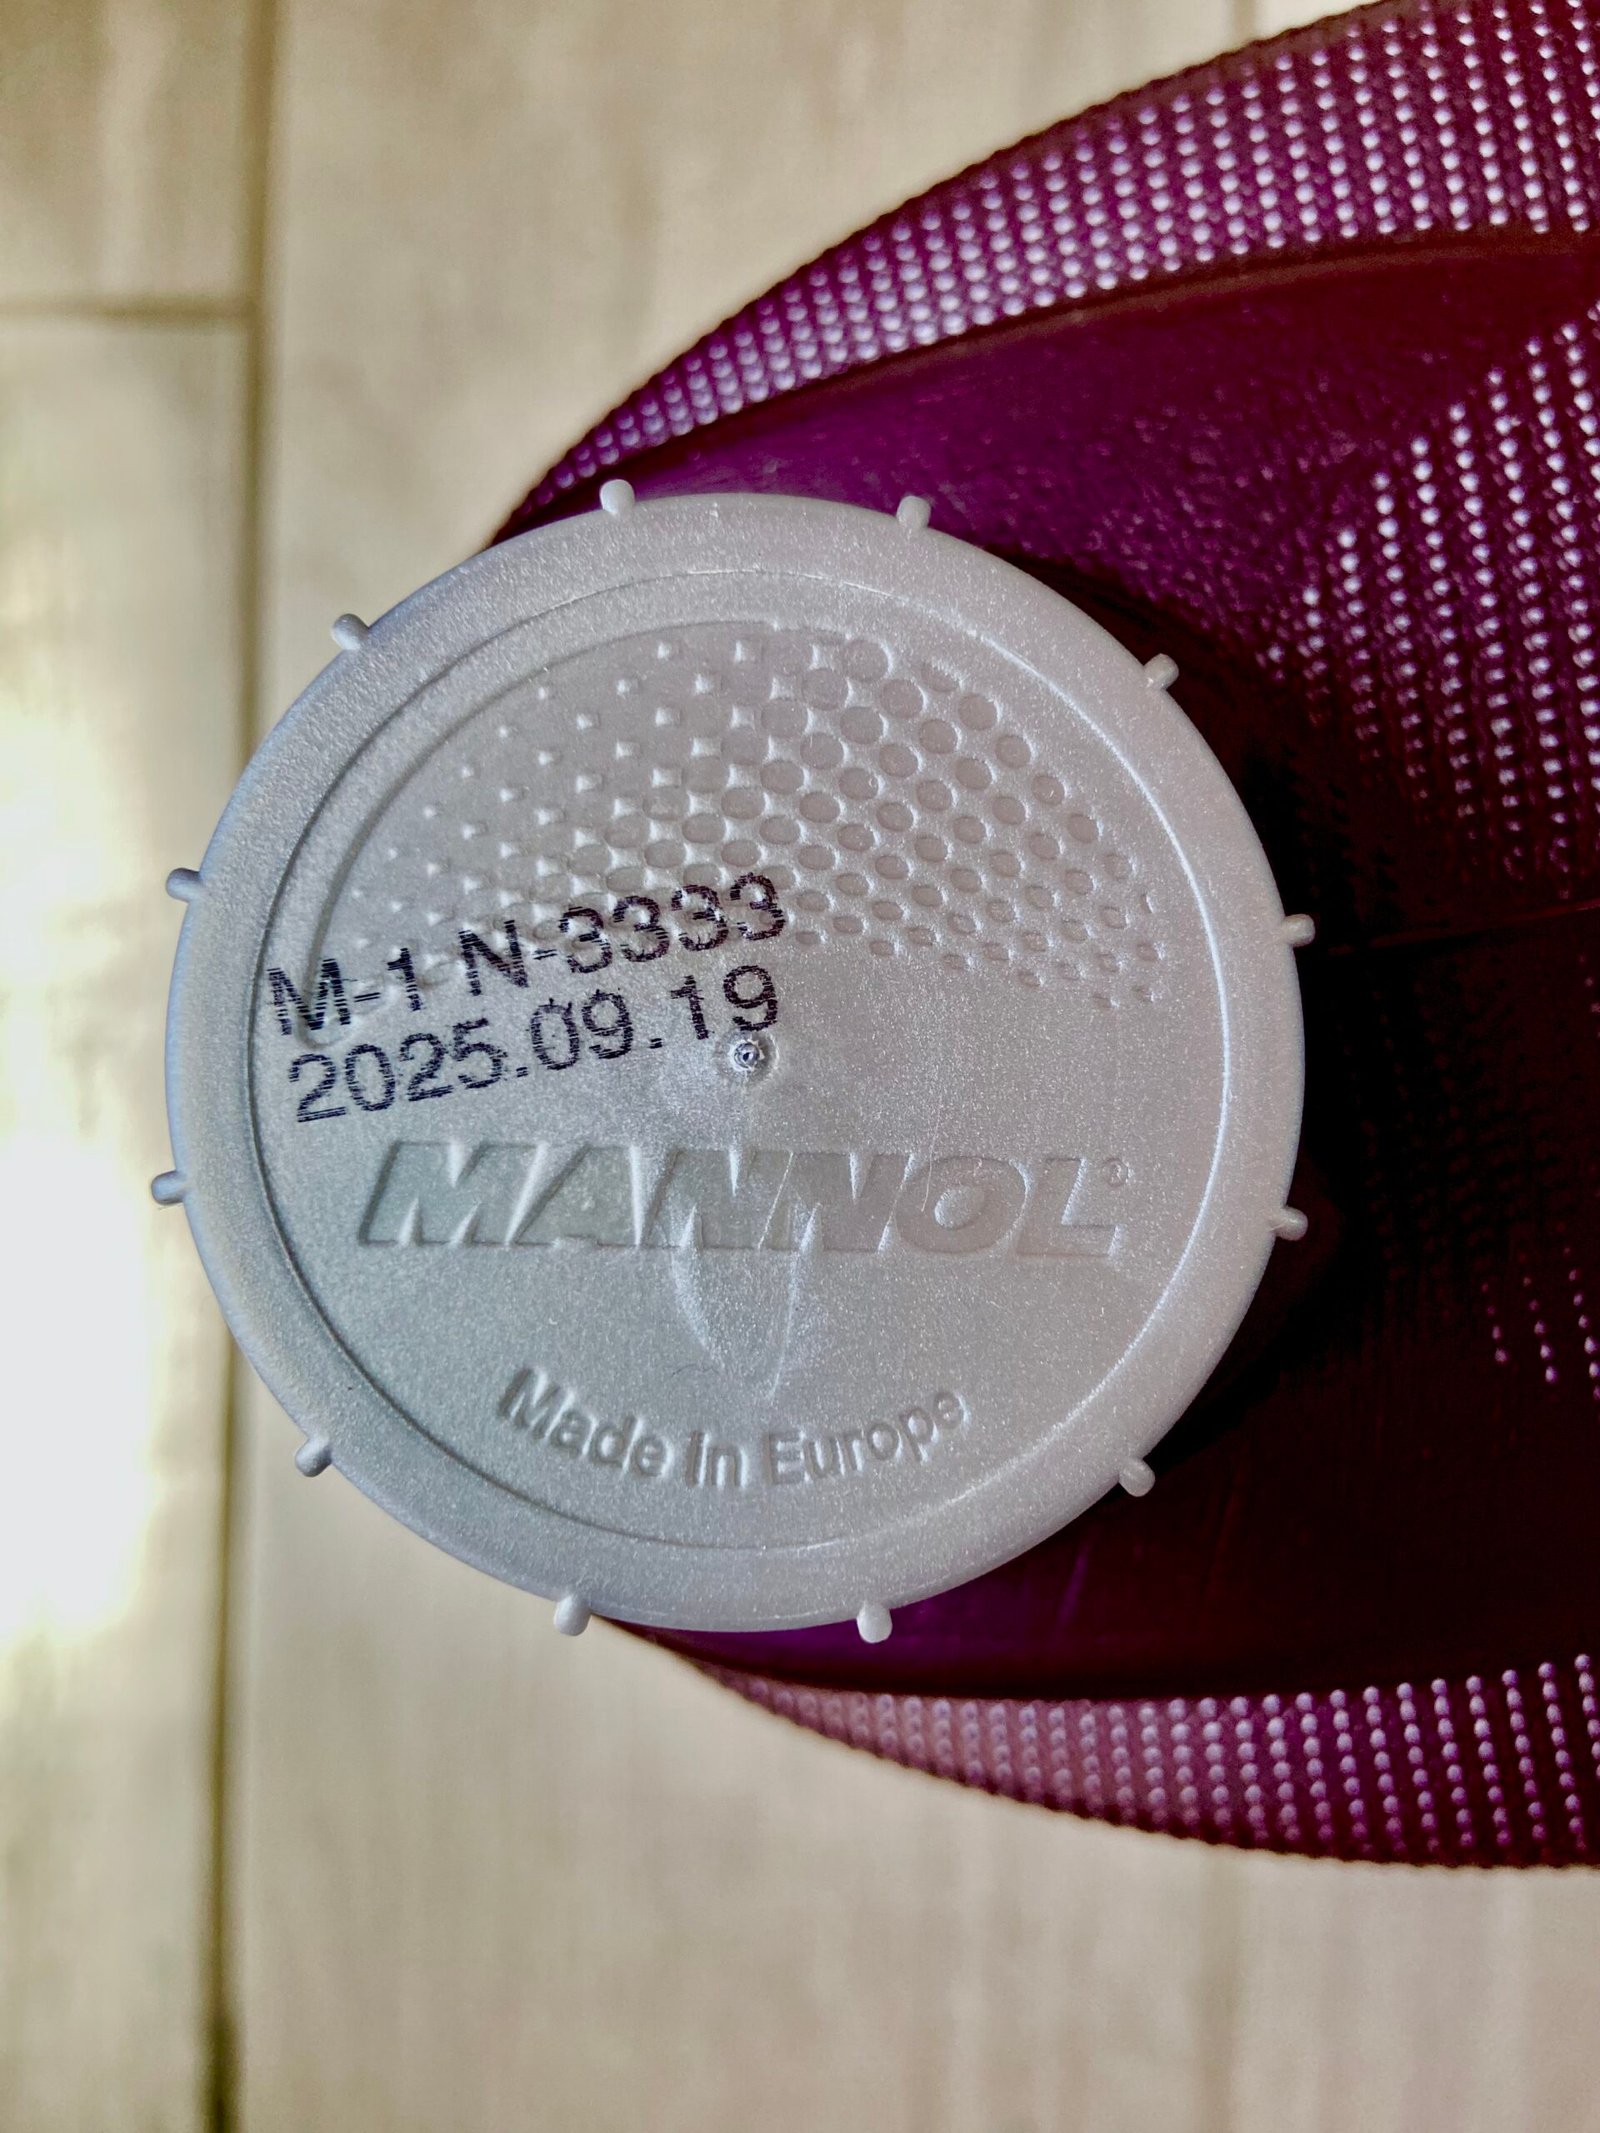 M-1 N-3333
2025.09.19
MANNOL®
Made in Europe